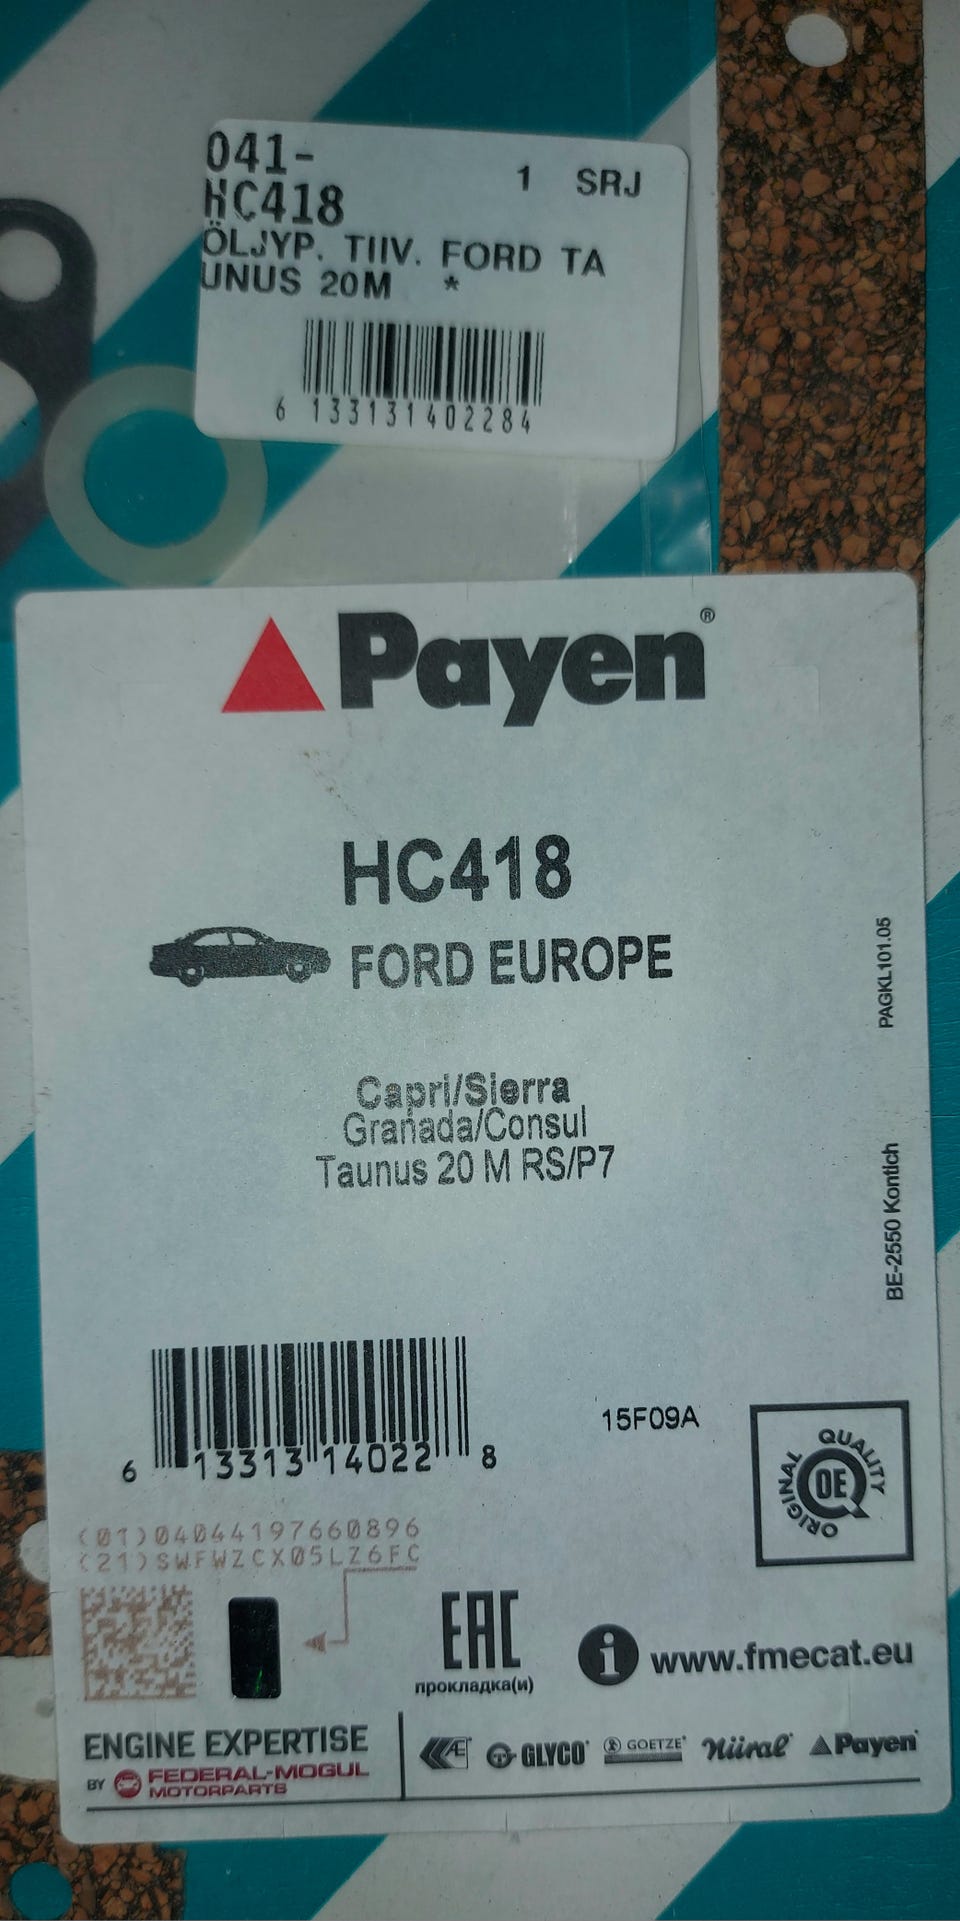 041-
HC418
1 SRJ
ÖLJYP. TIIV. FORD TA
UNUS 20M *
6 133131402284
Payen®
HC418
FORD EUROPE
PAGKL101.05
Capri/Sierra
Granada/Consul
Taunus 20 M RS/P7
BE-2550 Kontich
15F09A
6 13313 14022 8
ORIGINAL QUALITY
OE
(01)04044197660896
(21)SWFWZCX05LZ6FC
EAC
прокладка(и)
i www.fmecat.eu
ENGINE EXPERTISE
BY FEDERAL-MOGUL
MOTORPARTS
AE GLYCO® GOETZE® Nüral® Payen®